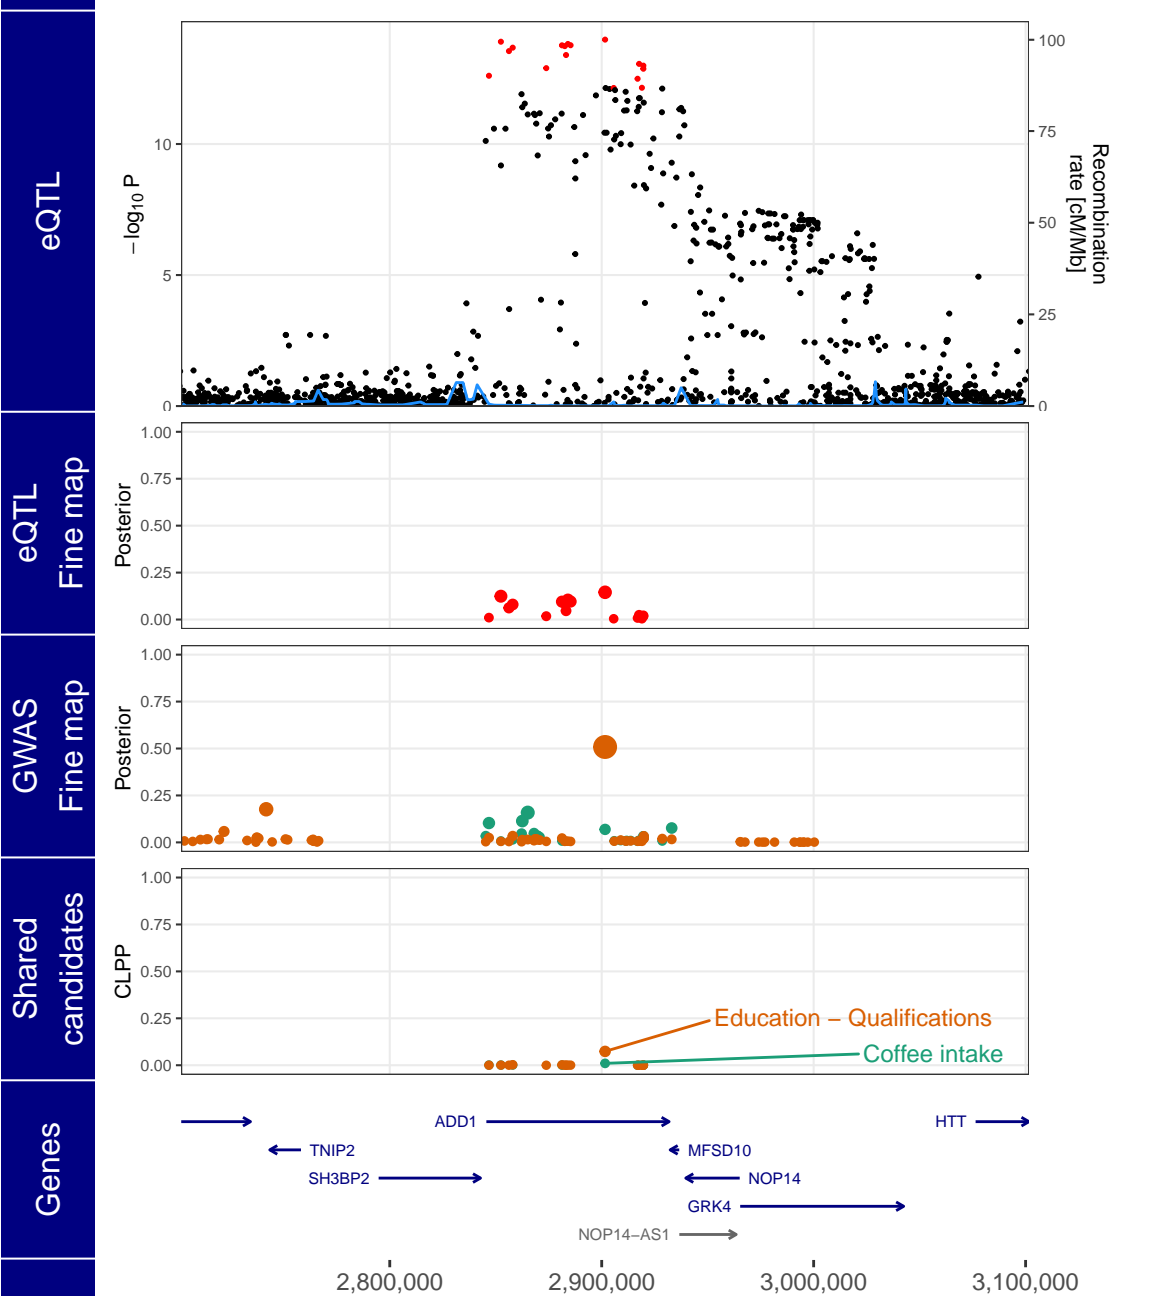 eQTL
−log10 P
10
5
0
100
75
50
25
0
Recombination
rate [cM/Mb]
eQTL
Fine map
Posterior
1.00
0.75
0.50
0.25
0.00
GWAS
Fine map
Posterior
1.00
0.75
0.50
0.25
0.00
Shared
candidates
CLPP
1.00
0.75
0.50
0.25
0.00
Education − Qualifications
Coffee intake
Genes
ADD1
HTT
TNIP2
MFSD10
SH3BP2
NOP14
GRK4
NOP14−AS1
2,800,000
2,900,000
3,000,000
3,100,000